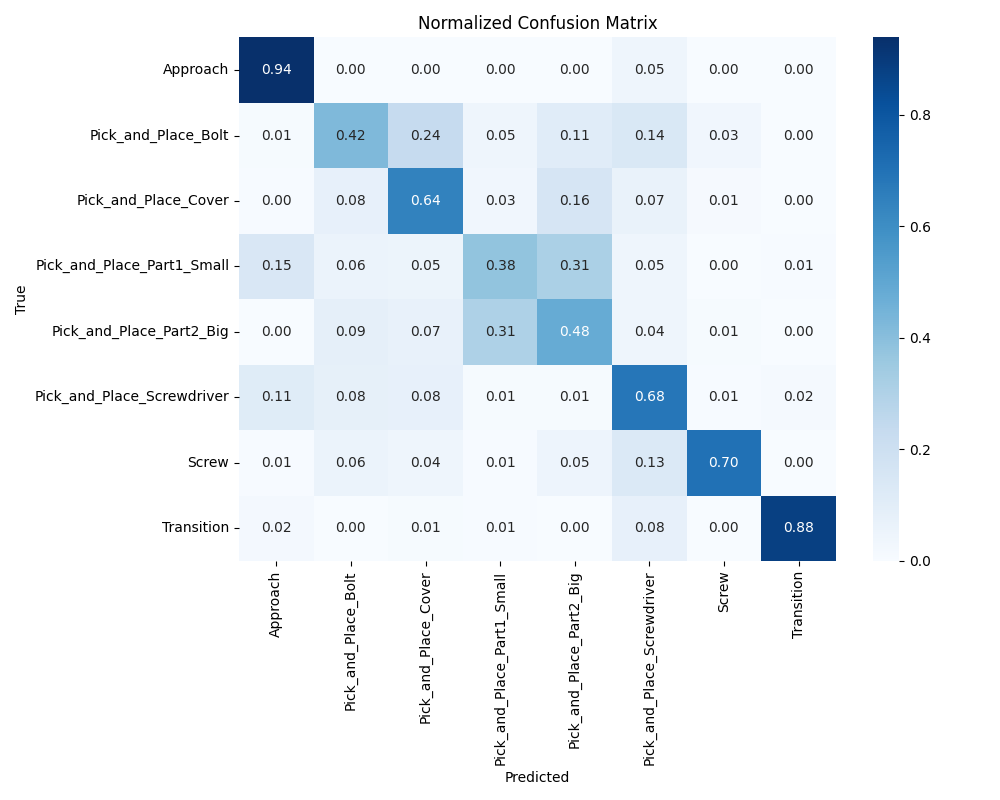 Normalized Confusion Matrix
True
Approach 0.94 0.00 0.00 0.00 0.00 0.05 0.00 0.00
Pick_and_Place_Bolt 0.01 0.42 0.24 0.05 0.11 0.14 0.03 0.00
Pick_and_Place_Cover 0.00 0.08 0.64 0.03 0.16 0.07 0.01 0.00
Pick_and_Place_Part1_Small 0.15 0.06 0.05 0.38 0.31 0.05 0.00 0.01
Pick_and_Place_Part2_Big 0.00 0.09 0.07 0.31 0.48 0.04 0.01 0.00
Pick_and_Place_Screwdriver 0.11 0.08 0.08 0.01 0.01 0.68 0.01 0.02
Screw 0.01 0.06 0.04 0.01 0.05 0.13 0.70 0.00
Transition 0.02 0.00 0.01 0.01 0.00 0.08 0.00 0.88
Approach
Pick_and_Place_Bolt
Pick_and_Place_Cover
Pick_and_Place_Part1_Small
Pick_and_Place_Part2_Big
Pick_and_Place_Screwdriver
Screw
Transition
Predicted
0.8
0.6
0.4
0.2
0.0